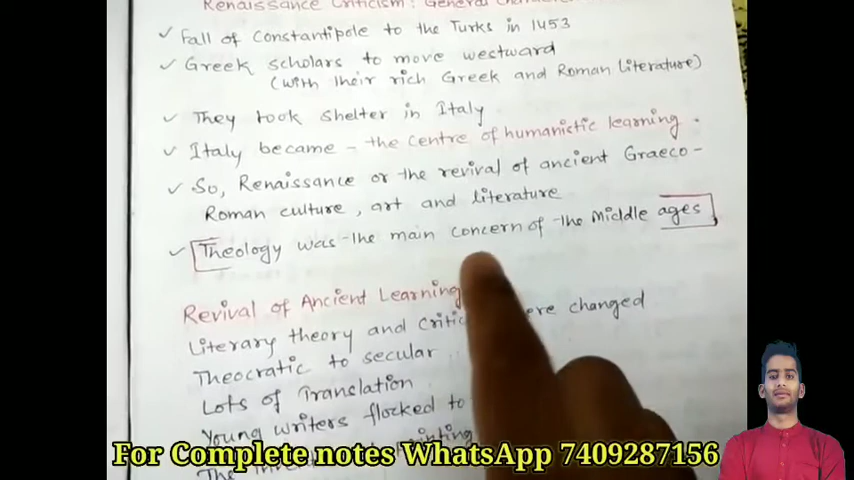 Renaissance Criticism: General
✓ Fall of Constantipole to the Turks in 1453
✓ Greek scholars to move westward
(with their rich Greek and Roman Literature)
✓ They took shelter in Italy
✓ Italy became - the centre of humanistic learning.
✓ So, Renaissance or the revival of ancient Graeco-
Roman culture, art and literature
✓ Theology was the main concern of the Middle ages
Revival of Ancient Learning
Literary theory and changed
Theocratic to secular
Lots of Translation
Young writers flocked to
The
For Complete notes WhatsApp 7409287156